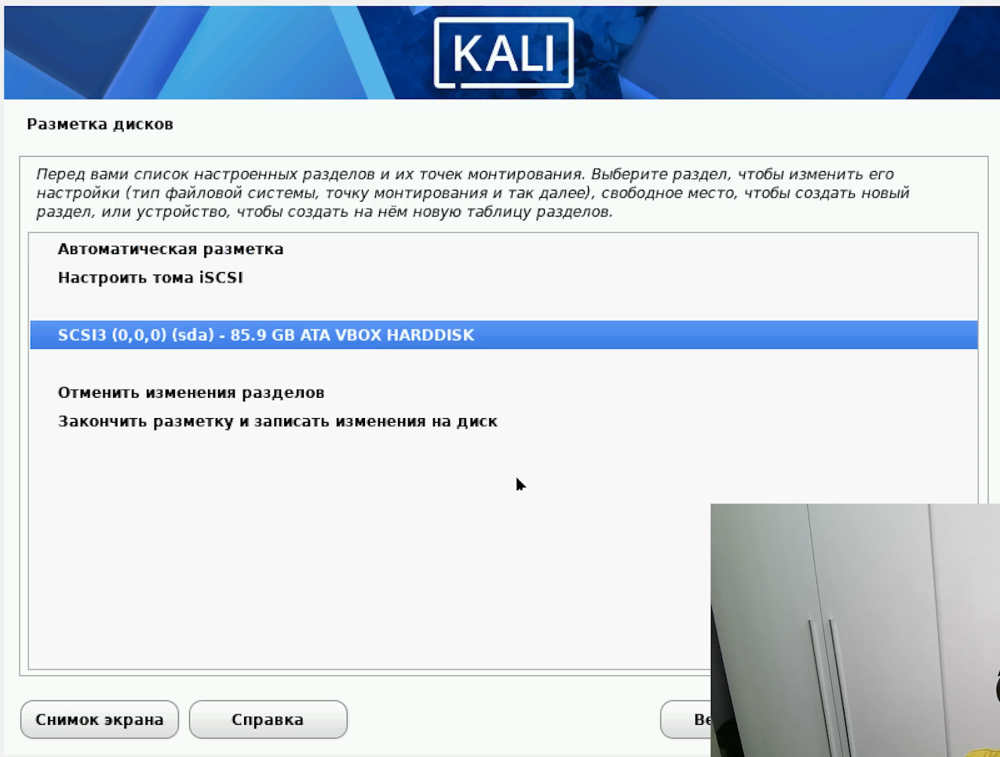 KALI
Разметка дисков
Перед вами список настроенных разделов и их точек монтирования. Выберите раздел, чтобы изменить его
настройки (тип файловой системы, точку монтирования и так далее), свободное место, чтобы создать новый
раздел, или устройство, чтобы создать на нём новую таблицу разделов.
Автоматическая разметка
Настроить тома iSCSI
SCSI3 (0,0,0) (sda) - 85.9 GB ATA VBOX HARDDISK
Отменить изменения разделов
Закончить разметку и записать изменения на диск
Снимок экрана
Справка